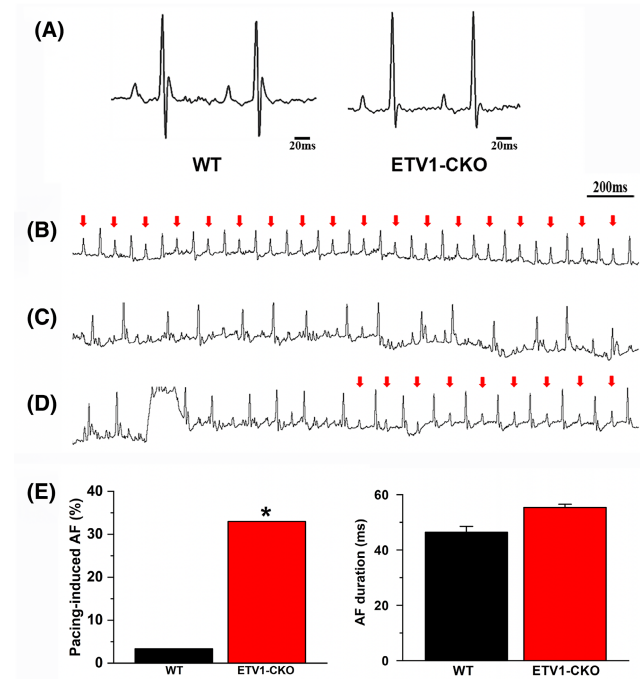 (A)
20ms
20ms
WT
ETV1-CKO
200ms
(B)
(C)
(D)
(E)
Pacing-induced AF (%)
40
30
30
10
0
*
WT
ETV1-CKO
AF duration (ms)
60
40
20
0
WT
ETV1-CKO